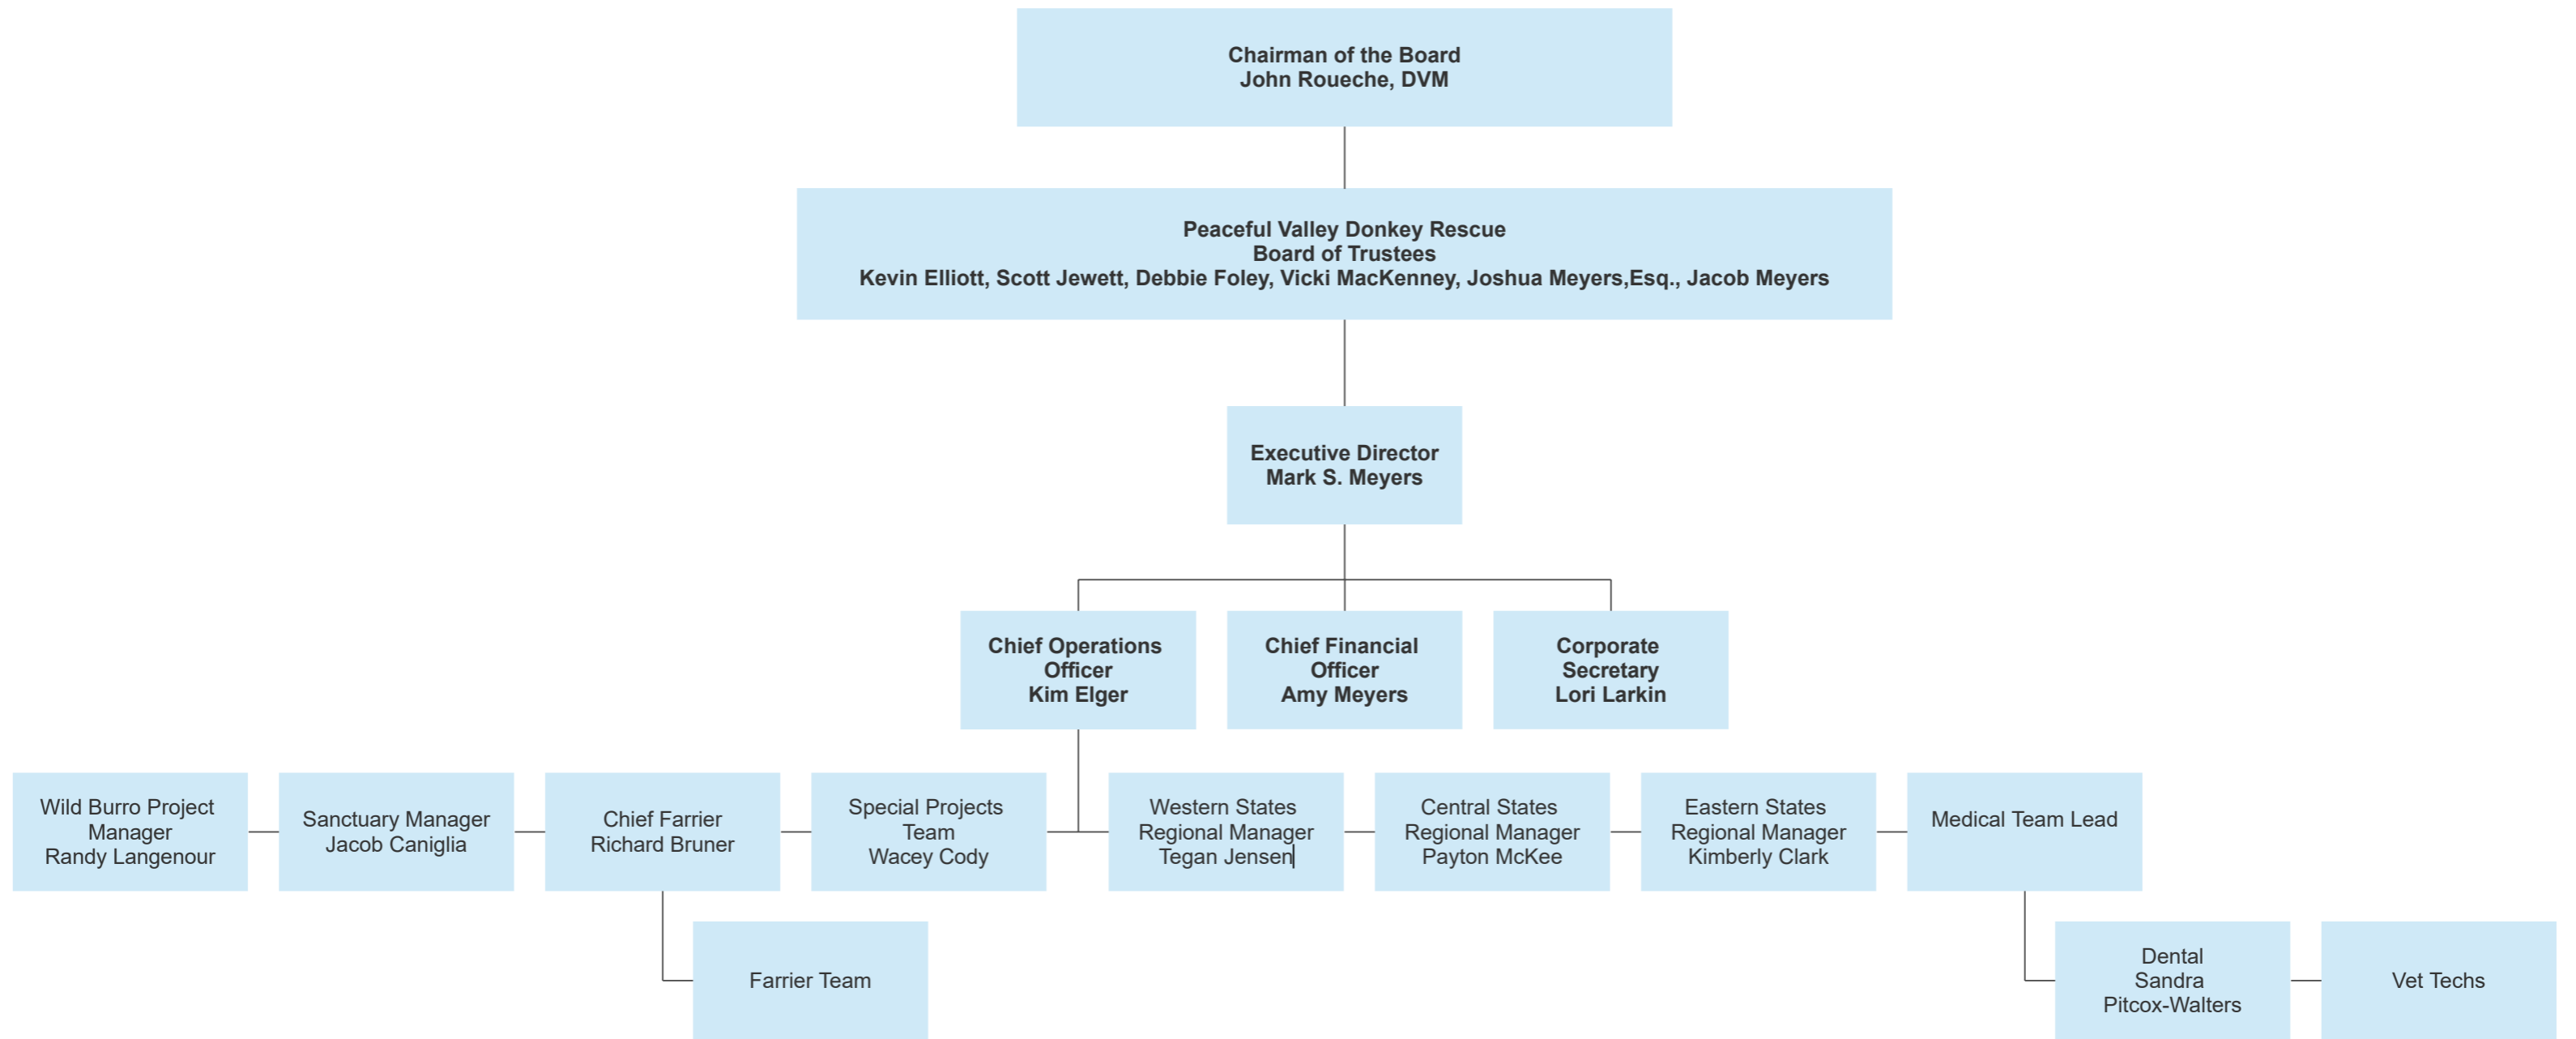 Chairman of the Board
John Roueche, DVM
Peaceful Valley Donkey Rescue
Board of Trustees
Kevin Elliott, Scott Jewett, Debbie Foley, Vicki MacKenney, Joshua Meyers,Esq., Jacob Meyers
Executive Director
Mark S. Meyers
Chief Operations
Officer
Kim Elger
Chief Financial
Officer
Amy Meyers
Corporate
Secretary
Lori Larkin
Wild Burro Project
Manager
Randy Langenour
Sanctuary Manager
Jacob Caniglia
Chief Farrier
Richard Bruner
Special Projects
Team
Wacey Cody
Western States
Regional Manager
Tegan Jensen
Central States
Regional Manager
Payton McKee
Eastern States
Regional Manager
Kimberly Clark
Medical Team Lead
Farrier Team
Dental
Sandra
Pitcox-Walters
Vet Techs